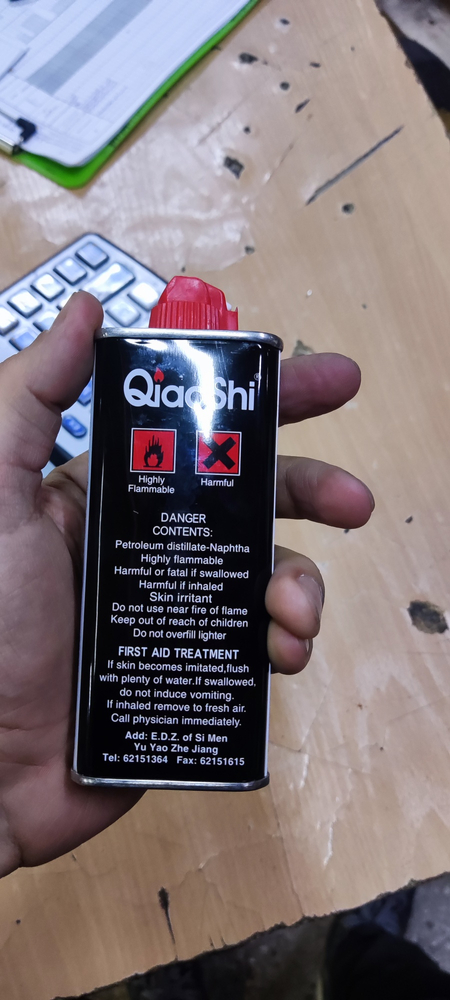 QiaoShi®
Highly
Flammable
Harmful
DANGER
CONTENTS:
Petroleum distillate-Naphtha
Highly flammable
Harmful or fatal if swallowed
Harmful if inhaled
Skin irritant
Do not use near fire of flame
Keep out of reach of children
Do not overfill lighter
FIRST AID TREATMENT
If skin becomes imitated,flush
with plenty of water.If swallowed,
do not induce vomiting.
If inhaled remove to fresh air.
Call physician immediately.
Add: E.D.Z. of Si Men
Yu Yao Zhe Jiang
Tel: 62151364 Fax: 62151615